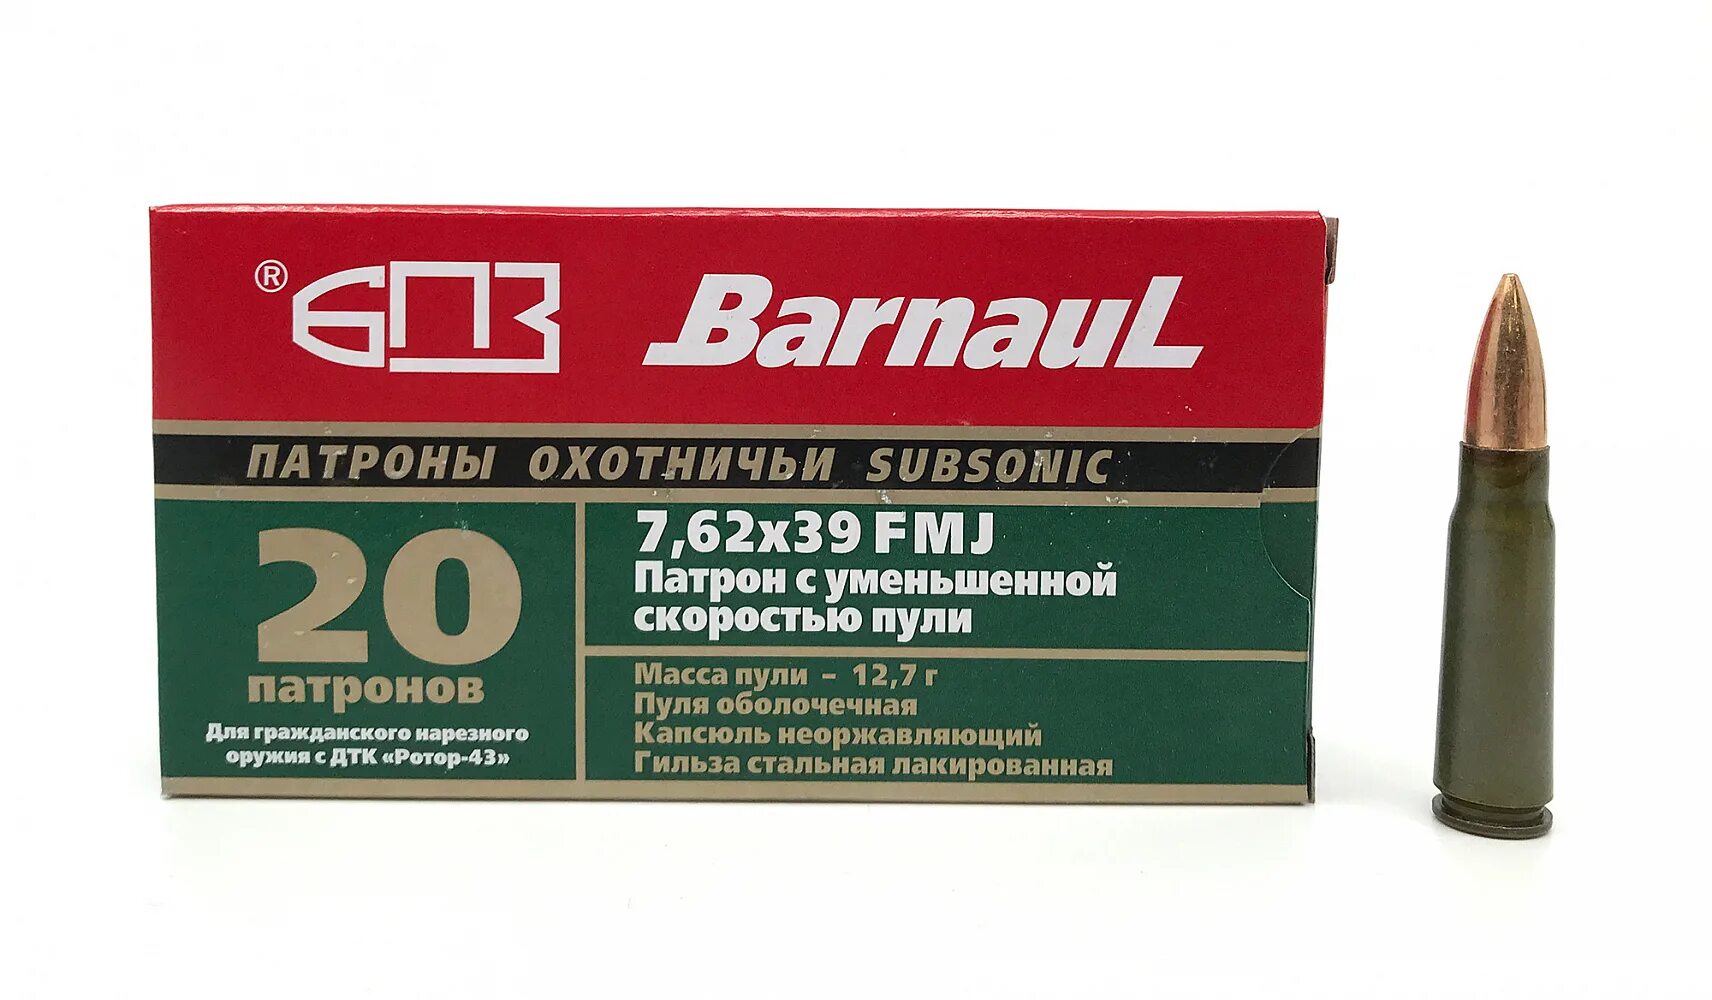 ® БПЗ Barnaul
ПАТРОНЫ ОХОТНИЧЬИ SUBSONIC
20
патронов
Для гражданского нарезного
оружия с ДТК «Ротор-43»
7,62x39 FMJ
Патрон с уменьшенной
скоростью пули
Масса пули – 12,7 г
Пуля оболочечная
Капсюль неоржавляющий
Гильза стальная лакированная